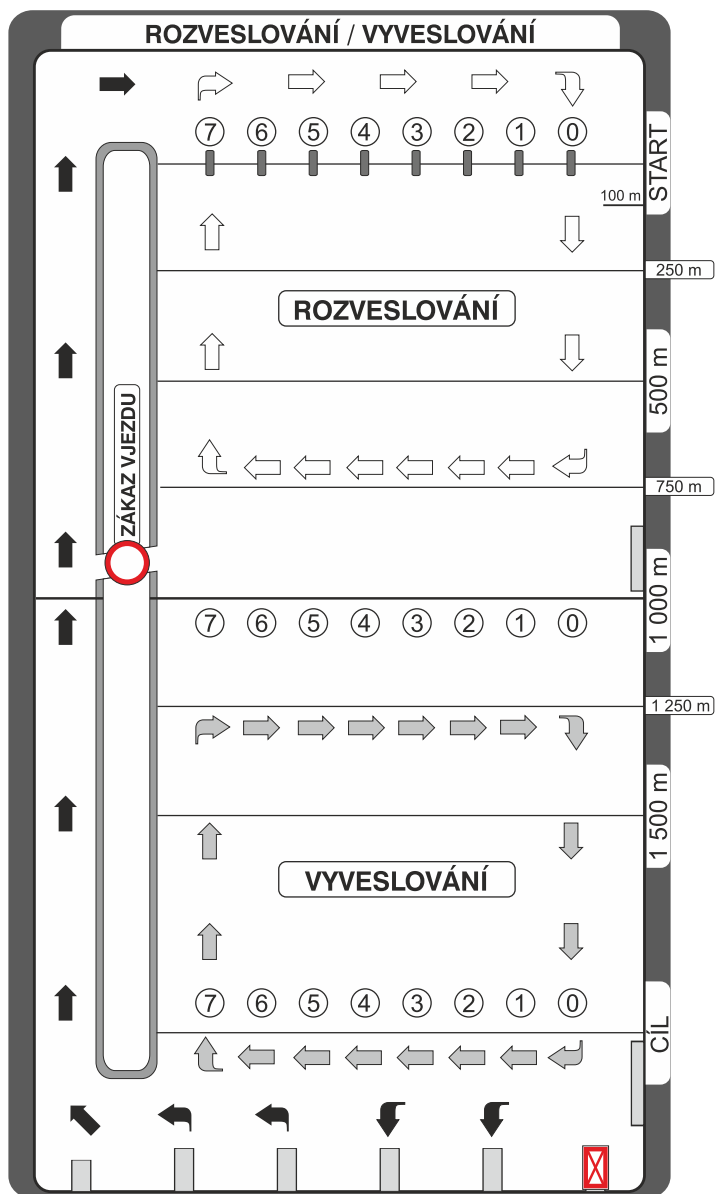 ROZVESLOVÁNÍ / VYVESLOVÁNÍ
7 6 5 4 3 2 1 0
START
100 m
250 m
ROZVESLOVÁNÍ
500 m
ZÁKAZ VJEZDU
750 m
1 000 m
7 6 5 4 3 2 1 0
1 250 m
1 500 m
VYVESLOVÁNÍ
7 6 5 4 3 2 1 0
CÍL